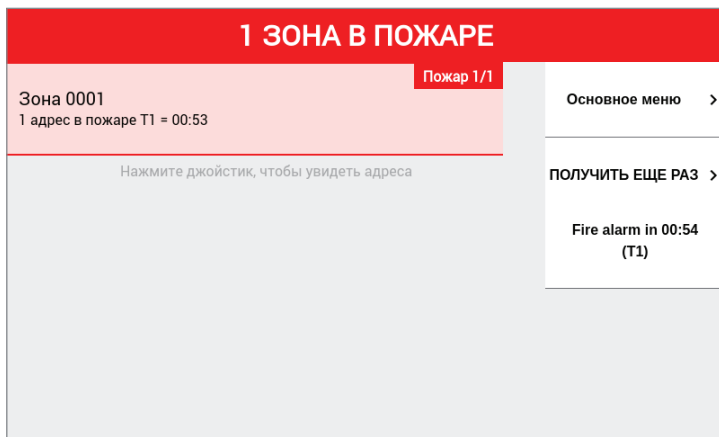 1 ЗОНА В ПОЖАРЕ
Пожар 1/1
Зона 0001
1 адрес в пожаре T1 = 00:53
Нажмите джойстик, чтобы увидеть адреса
Основное меню
ПОЛУЧИТЬ ЕЩЕ РАЗ
Fire alarm in 00:54
(T1)